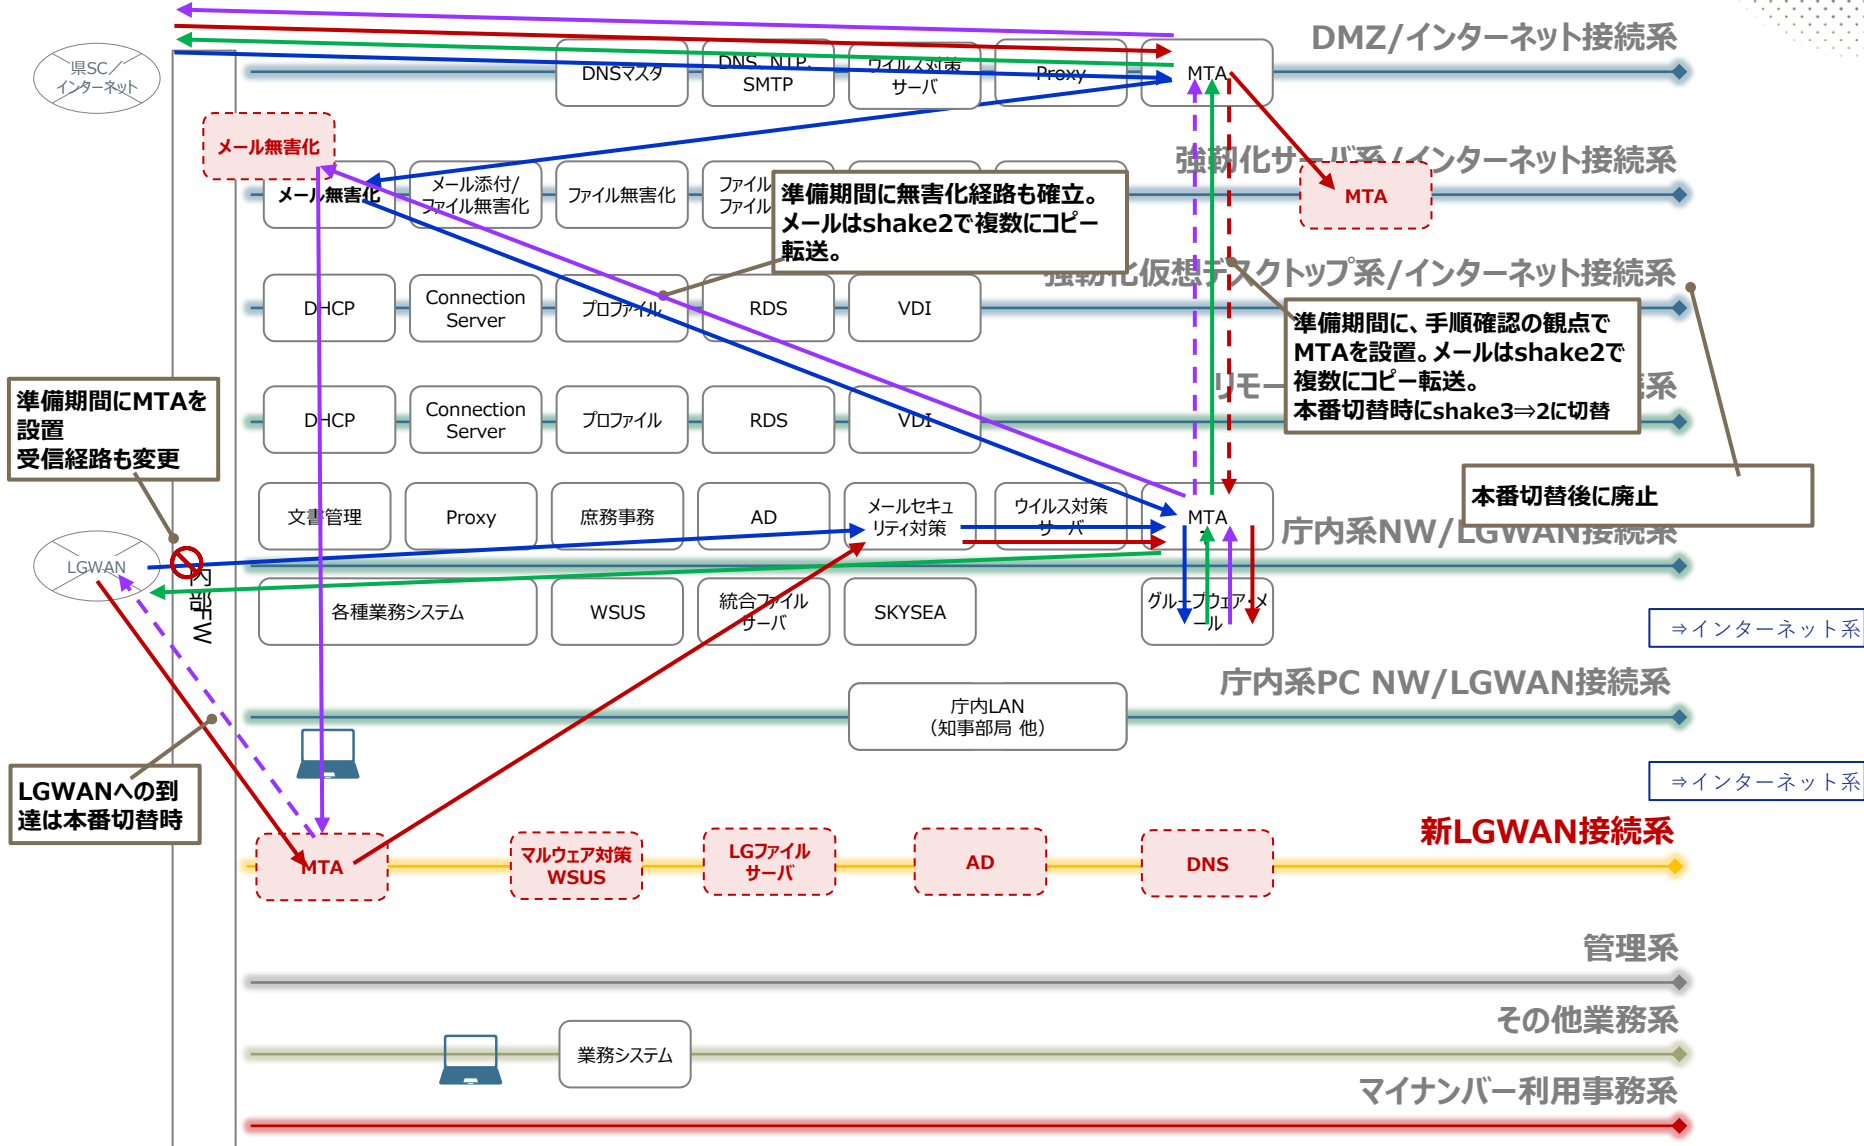 DMZ/インターネット接続系
県SC/
インターネット
DNSマスタ
DNS、NTP、
SMTP
ウイルス対策
サーバ
Proxy
MTA
メール無害化
強靭化サーバ系/インターネット接続系
メール無害化
メール添付/
ファイル無害化
ファイル無害化
ファイル
ファイル
MTA
準備期間に無害化経路も確立。
メールはshake2で複数にコピー
転送。
強靭化仮想デスクトップ系/インターネット接続系
DHCP
Connection
Server
プロファイル
RDS
VDI
準備期間に、手順確認の観点で
MTAを設置。メールはshake2で
複数にコピー転送。
本番切替時にshake3⇒2に切替
リモー
系
準備期間にMTAを
設置
受信経路も変更
DHCP
Connection
Server
プロファイル
RDS
VDI
本番切替後に廃止
文書管理
Proxy
庶務事務
AD
メールセキュ
リティ対策
ウイルス対策
サーバ
MTA
庁内系NW/LGWAN接続系
LGWAN
内部FW
各種業務システム
WSUS
統合ファイル
サーバ
SKYSEA
グループウェア・メ
ール
⇒インターネット系
庁内系PC NW/LGWAN接続系
庁内LAN
（知事部局 他）
LGWANへの到
達は本番切替時
⇒インターネット系
新LGWAN接続系
MTA
マルウェア対策
WSUS
LGファイル
サーバ
AD
DNS
管理系
その他業務系
業務システム
マイナンバー利用事務系